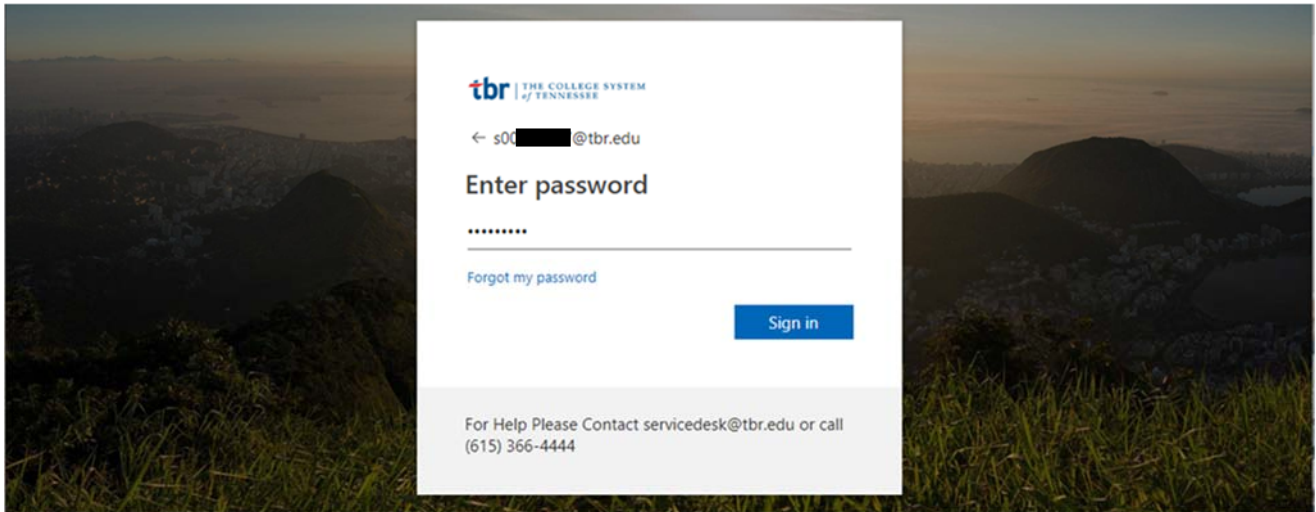 tbr | THE COLLEGE SYSTEM
of TENNESSEE
← s00 @tbr.edu
Enter password
•••••••••
Forgot my password
Sign in
For Help Please Contact servicedesk@tbr.edu or call
(615) 366-4444